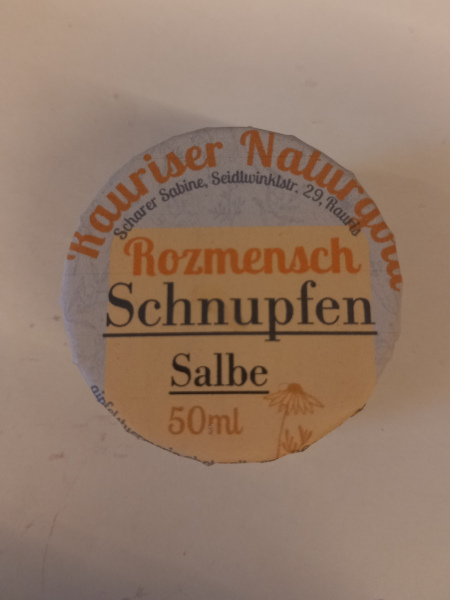 Rauriser Naturgold
Scharer Sabine, Seidlwinklstr. 29, Rauris
Rozmensch
Schnupfen
Salbe
50ml